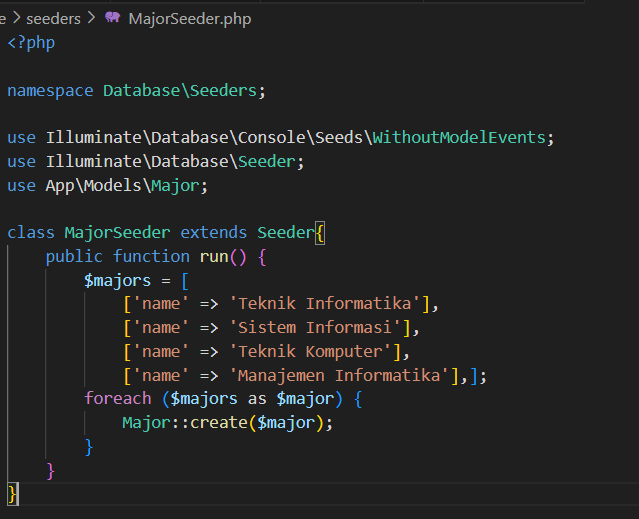 e > seeders > MajorSeeder.php
<?php

namespace Database\Seeders;

use Illuminate\Database\Console\Seeds\WithoutModelEvents;
use Illuminate\Database\Seeder;
use App\Models\Major;

class MajorSeeder extends Seeder{
    public function run() {
        $majors = [
            ['name' => 'Teknik Informatika'],
            ['name' => 'Sistem Informasi'],
            ['name' => 'Teknik Komputer'],
            ['name' => 'Manajemen Informatika'],];
        foreach ($majors as $major) {
            Major::create($major);
        }
    }
}